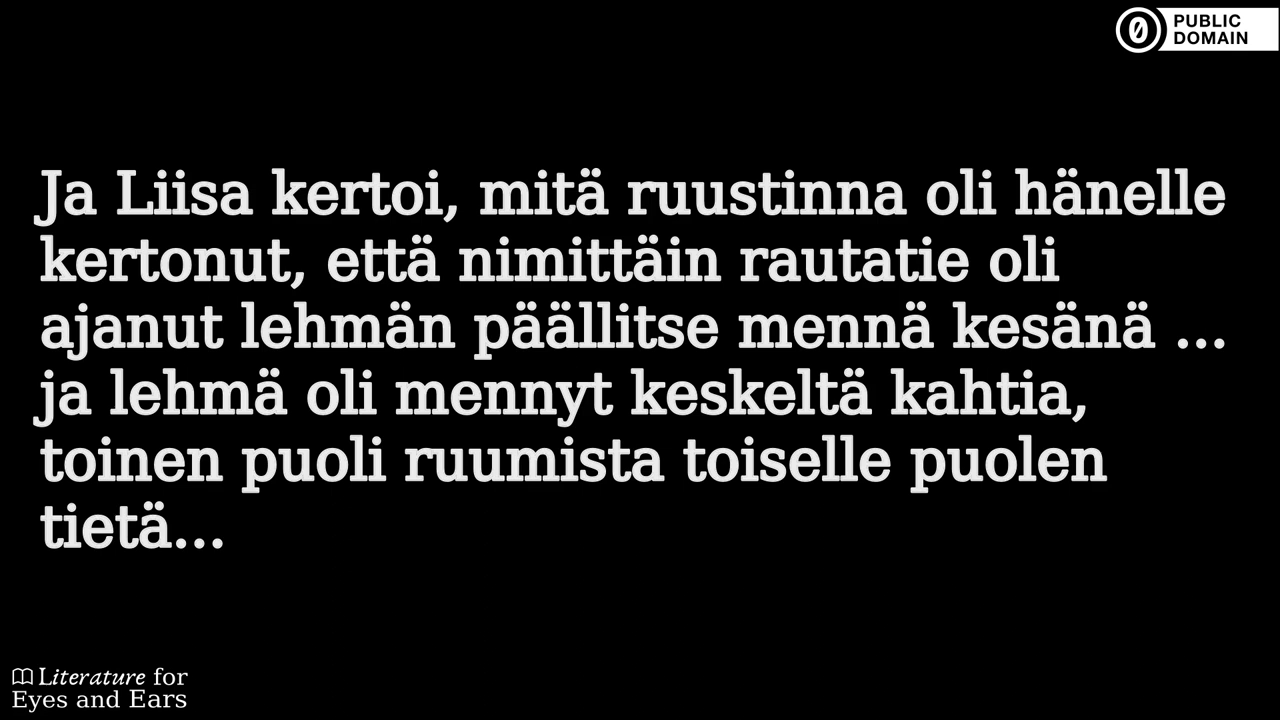 PUBLIC
DOMAIN
Ja Liisa kertoi, mitä ruustinna oli hänelle
kertonut, että nimittäin rautatie oli
ajanut lehmän päällitse mennä kesänä ...
ja lehmä oli mennyt keskeltä kahtia,
toinen puoli ruumista toiselle puolen
tietä...
Literature for
Eyes and Ears